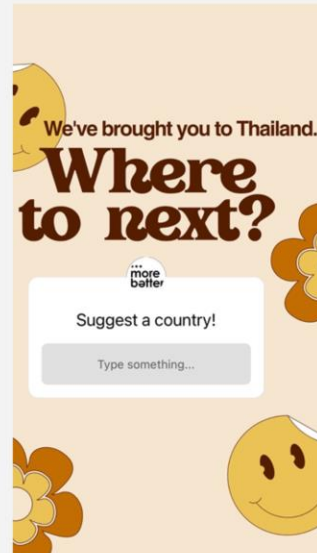 We've brought you to Thailand.
Where
to next?
more
batter
Suggest a country!
Type something...